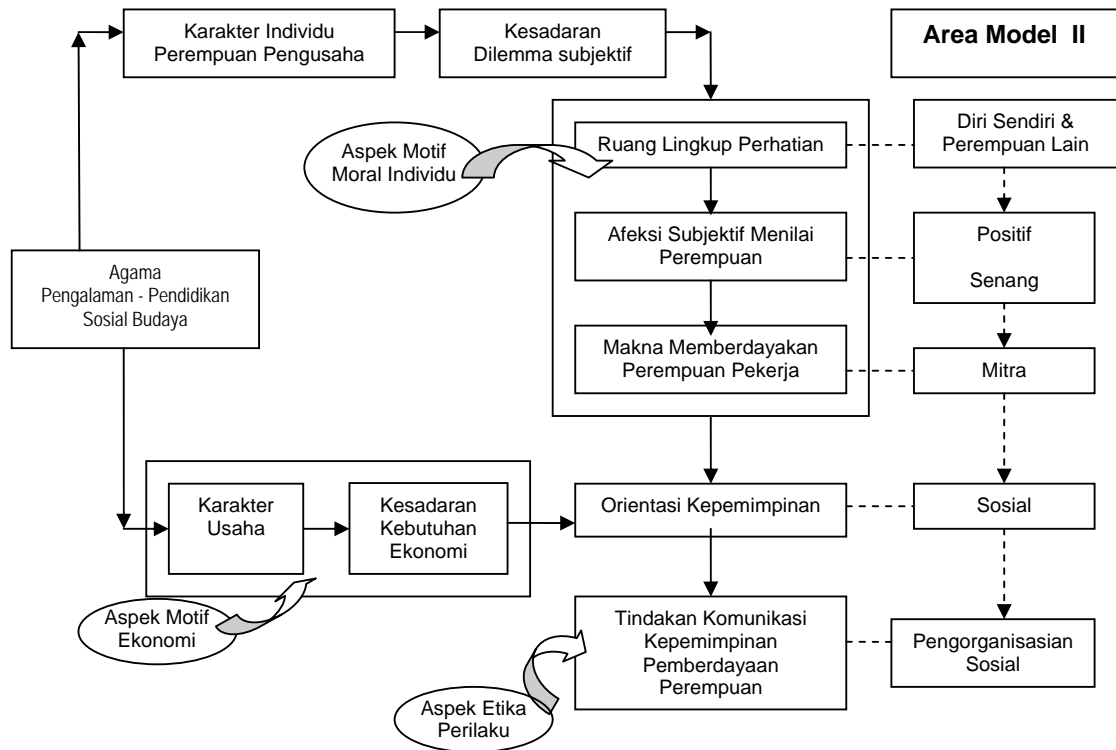 Karakter Individu
Perempuan Pengusaha
Kesadaran
Dilemma subjektif
Area Model II
Aspek Motif
Moral Individu
Ruang Lingkup Perhatian
Diri Sendiri &
Perempuan Lain
Afeksi Subjektif Menilai
Perempuan
Positif
Senang
Agama
Pengalaman - Pendidikan
Sosial Budaya
Makna Memberdayakan
Perempuan Pekerja
Mitra
Karakter
Usaha
Kesadaran
Kebutuhan
Ekonomi
Orientasi Kepemimpinan
Sosial
Aspek Motif
Ekonomi
Tindakan Komunikasi
Kepemimpinan
Pemberdayaan
Perempuan
Pengorganisasian
Sosial
Aspek Etika
Perilaku